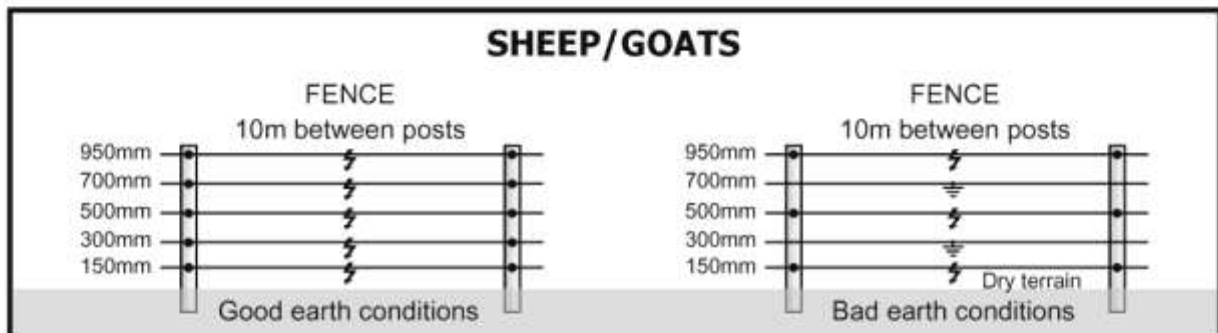 SHEEP/GOATS
FENCE
10m between posts
950mm
700mm
500mm
300mm
150mm
Good earth conditions
FENCE
10m between posts
950mm
700mm
500mm
300mm
150mm
Dry terrain
Bad earth conditions